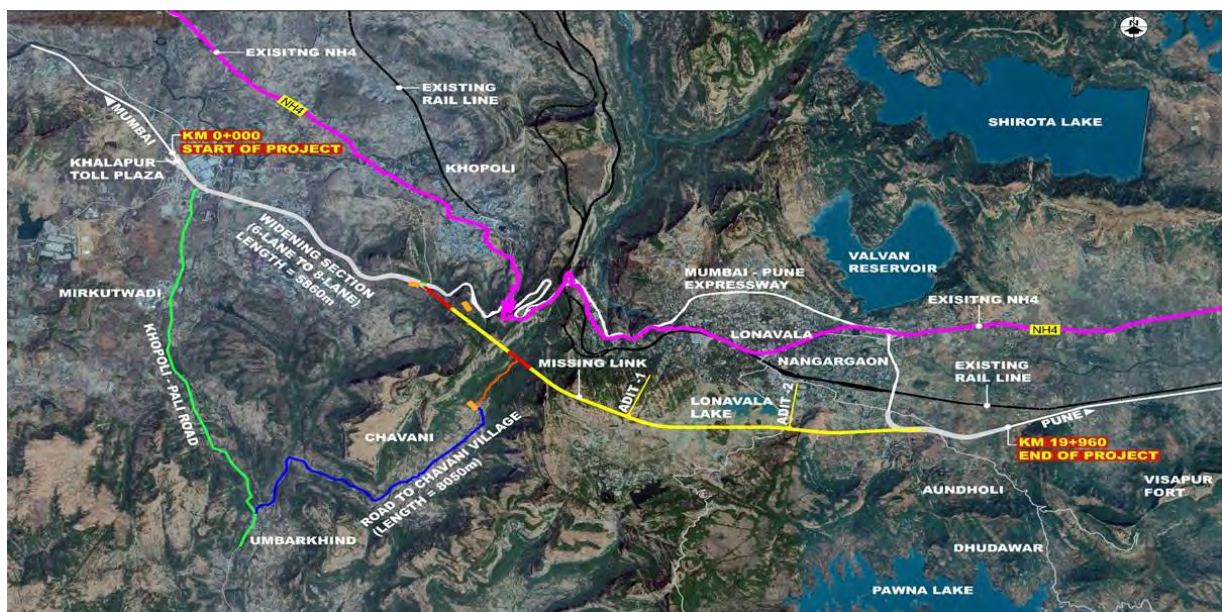 N
EXISITNG NH4
EXISTING
RAIL LINE
NH4
SHIROTA LAKE
MUMBAI
KM 0+000
START OF PROJECT
KHALAPUR
TOLL PLAZA
KHOPOLI
WIDENING SECTION
(6-LANE TO 8-LANE)
LENGTH = 5860m
VALVAN
RESERVOIR
MUMBAI - PUNE
EXPRESSWAY
MIRKUTWADI
EXISITNG NH4
NH4
LONAVALA
NANGARGAON
MISSING LINK
EXISTING
RAIL LINE
KHOPOLI - PALI ROAD
ADIT -1
LONAVALA
LAKE
ADIT -2
PUNE
CHAVANI
KM 19+960
END OF PROJECT
ROAD TO CHAVANI VILLAGE
(LENGTH = 8050m)
AUNDHOLI
VISAPUR
FORT
UMBARKHIND
DHUDAWAR
PAWNA LAKE